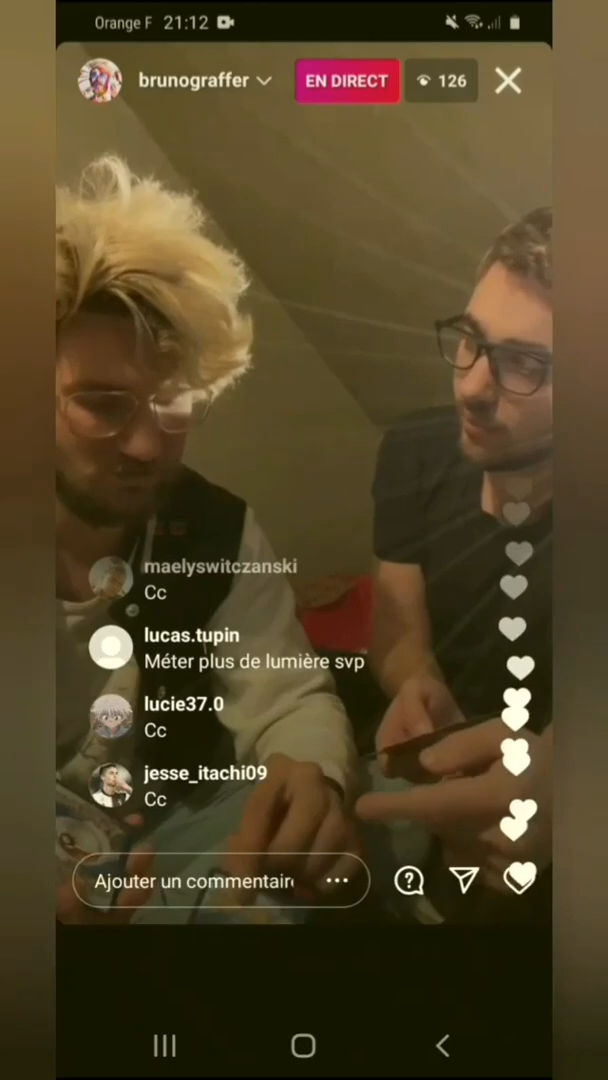 Orange F 21:12
brunograffer EN DIRECT 126
maelyswitczanski
Cc
lucas.tupin
Méter plus de lumière svp
lucie37.0
Cc
jesse_itachi09
Cc
Ajouter un commentair